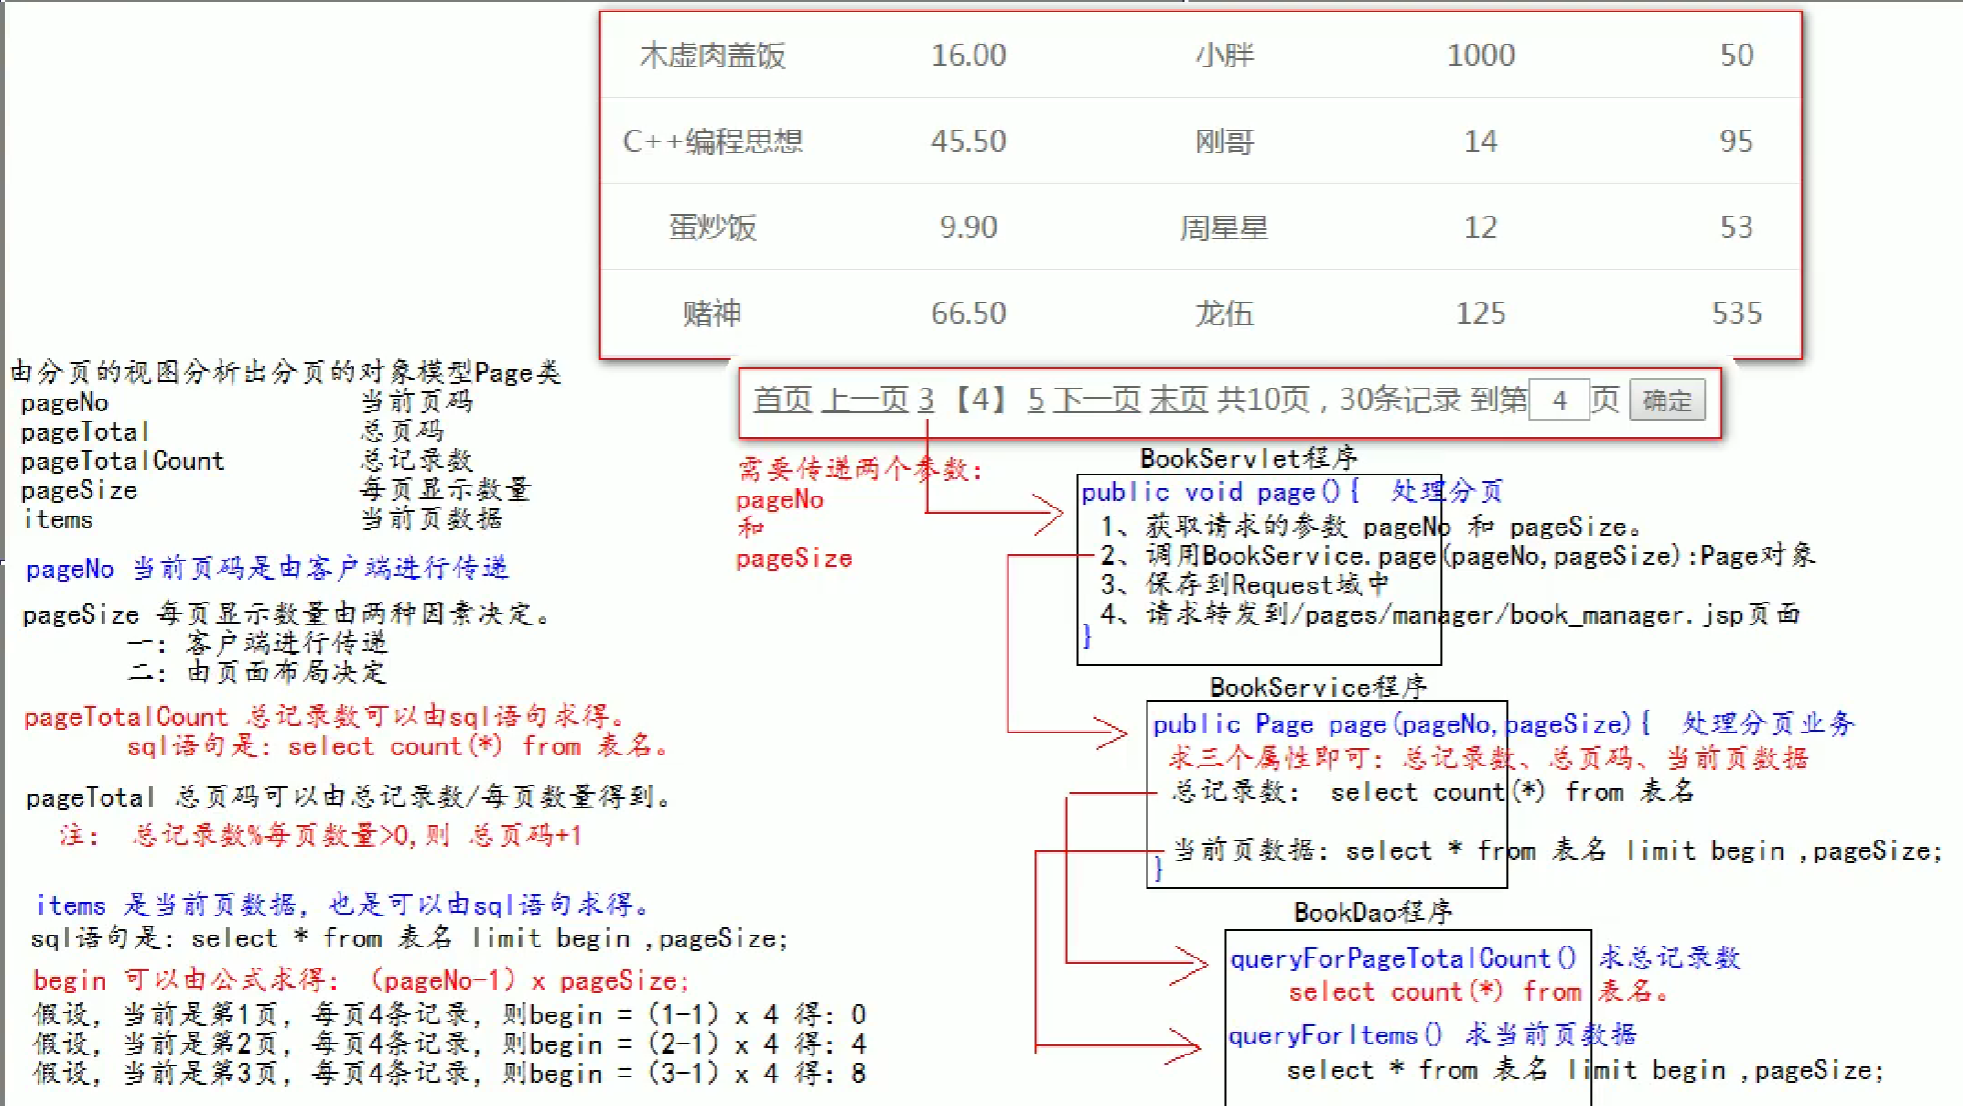 木虚肉盖饭 16.00 小胖 1000 50
C++编程思想 45.50 刚哥 14 95
蛋炒饭 9.90 周星星 12 53
赌神 66.50 龙伍 125 535
首页 上一页 3 【4】 5 下一页 末页 共10页，30条记录 到第 4 页 确定
由分页的视图分析出分页的对象模型Page类
pageNo 当前页码
pageTotal 总页码
pageTotalCount 总记录数
pageSize 每页显示数量
items 当前页数据
pageNo 当前页码是由客户端进行传递
pageSize 每页显示数量由两种因素决定。
一：客户端进行传递
二：由页面布局决定
pageTotalCount 总记录数可以由sql语句求得。
sql语句是：select count(*) from 表名。
pageTotal 总页码可以由总记录数/每页数量得到。
注： 总记录数%每页数量>0,则 总页码+1
items 是当前页数据，也是可以由sql语句求得。
sql语句是：select * from 表名 limit begin ,pageSize;
begin 可以由公式求得：（pageNo-1）x pageSize;
假设，当前是第1页，每页4条记录，则begin =（1-1）x 4 得：0
假设，当前是第2页，每页4条记录，则begin =（2-1）x 4 得：4
假设，当前是第3页，每页4条记录，则begin =（3-1）x 4 得：8
需要传递两个参数：
pageNo
和
pageSize
BookServlet程序
public void page(){ 处理分页
1、获取请求的参数 pageNo 和 pageSize。
2、调用BookService.page(pageNo,pageSize):Page对象
3、保存到Request域中
4、请求转发到/pages/manager/book_manager.jsp页面
}
BookService程序
public Page page(pageNo,pageSize){ 处理分页业务
求三个属性即可：总记录数、总页码、当前页数据
总记录数： select count(*) from 表名
当前页数据：select * from 表名 limit begin ,pageSize;
}
BookDao程序
queryForPageTotalCount() 求总记录数
select count(*) from 表名。
queryForItems() 求当前页数据
select * from 表名 limit begin ,pageSize;